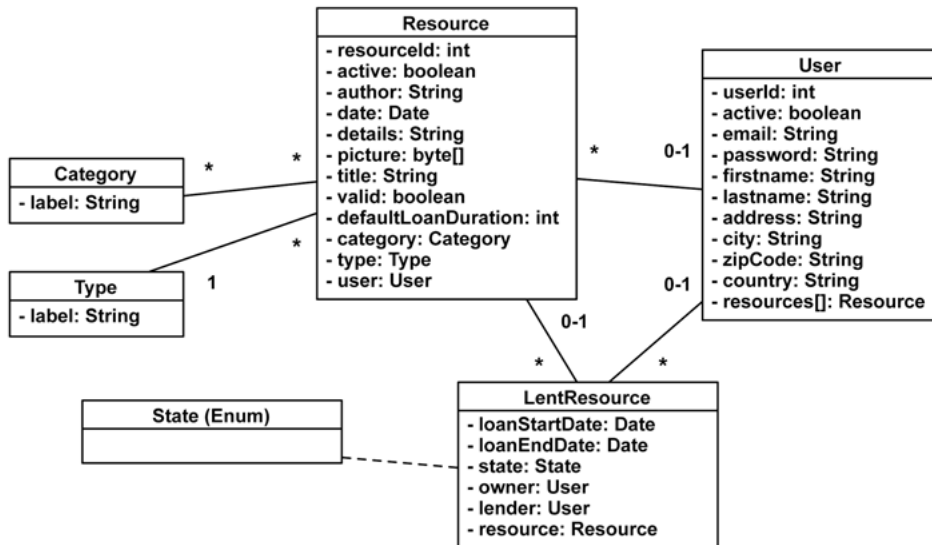 Resource
- resourceId: int
- active: boolean
- author: String
- date: Date
- details: String
- picture: byte[]
- title: String
- valid: boolean
- defaultLoanDuration: int
- category: Category
- type: Type
- user: User
User
- userId: int
- active: boolean
- email: String
- password: String
- firstname: String
- lastname: String
- address: String
- city: String
- zipCode: String
- country: String
- resources[]: Resource
Category
- label: String
Type
- label: String
* *
* 1
* 0-1
0-1 *
0-1 *
State (Enum)
LentResource
- loanStartDate: Date
- loanEndDate: Date
- state: State
- owner: User
- lender: User
- resource: Resource